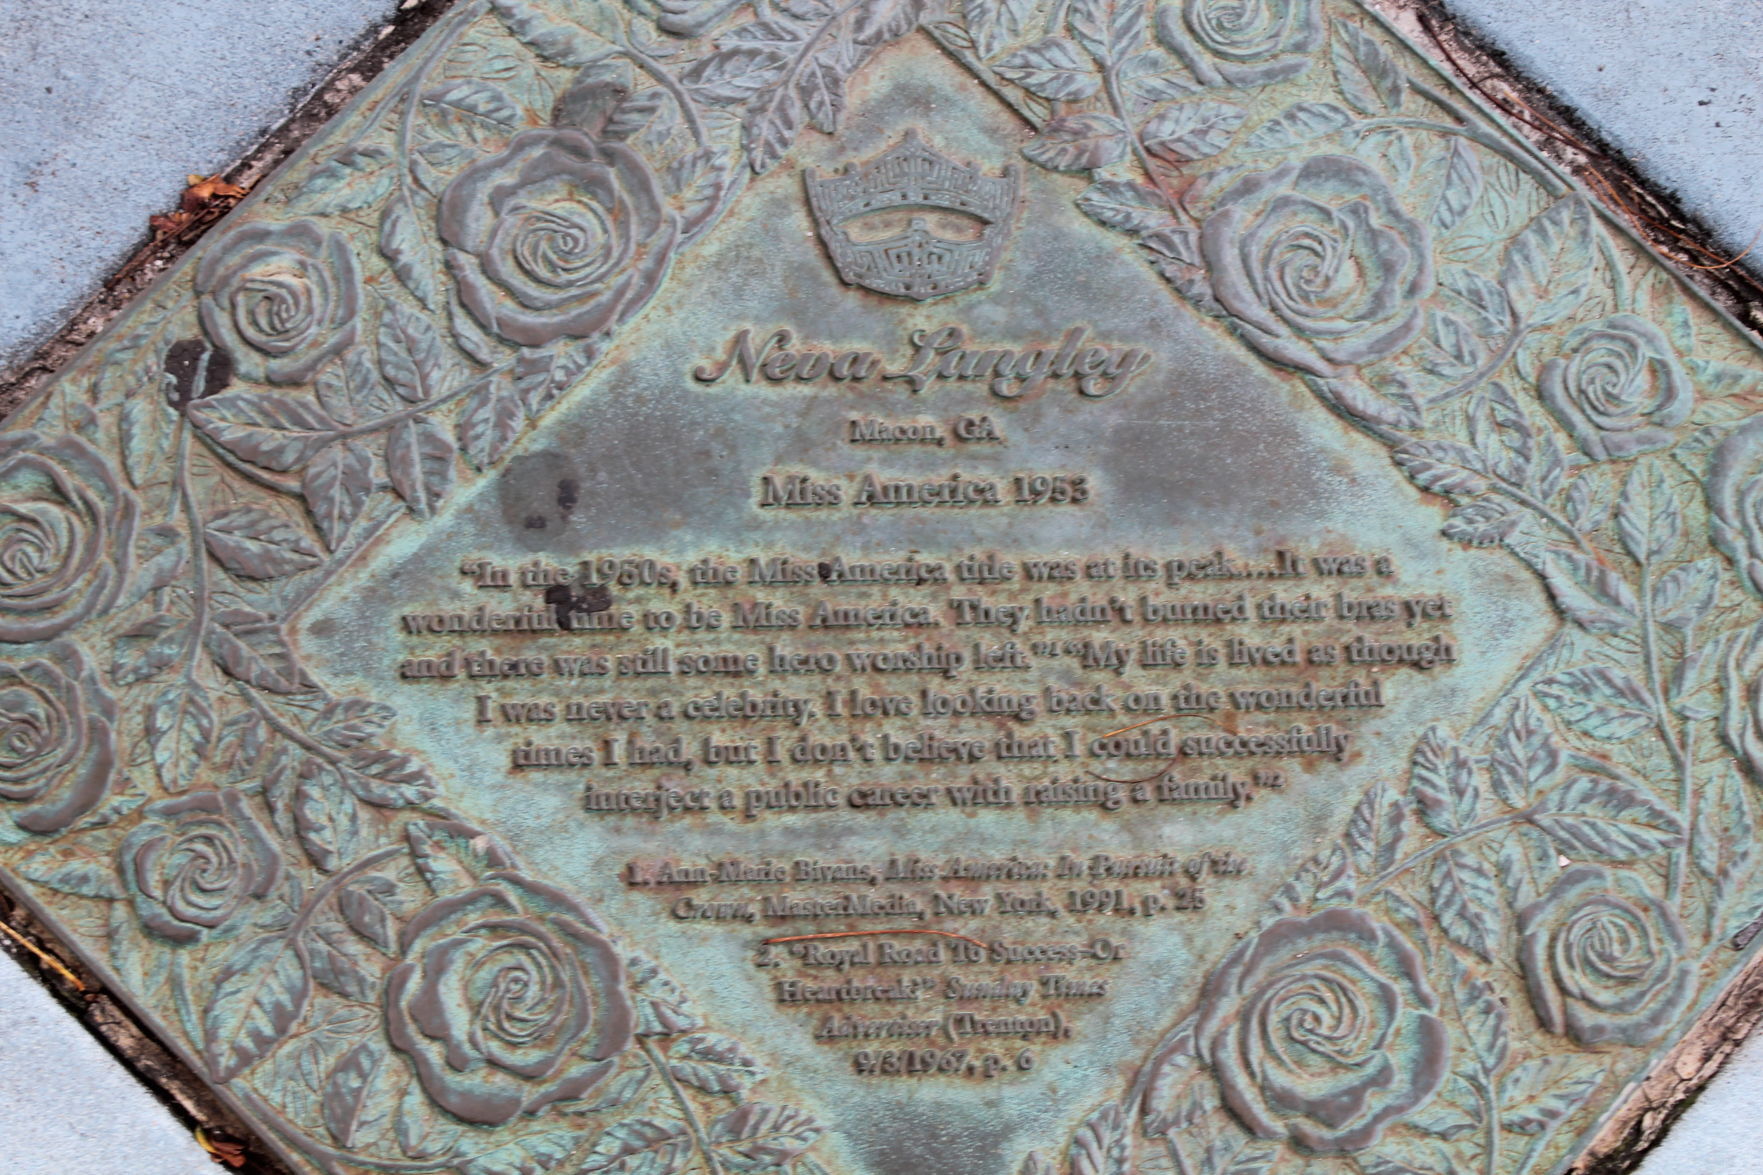 Neva Langley
Macon, GA
Miss America 1953
“In the 1950s, the Miss America title was at its peak....It was a
wonderful time to be Miss America. They hadn't burned their bras yet
and there was still some hero worship left.”1 “My life is lived as though
I was never a celebrity. I love looking back on the wonderful
times I had, but I don't believe that I could successfully
interject a public career with raising a family.”2
1. Ann-Marie Bivans, Miss America: In Pursuit of the
Crown, MasterMedia, New York, 1991, p. 25
2. “Royal Road To Success-Or
Heartbreak” Sunday Times
Advertiser (Trenton),
9/3/1967, p. 6